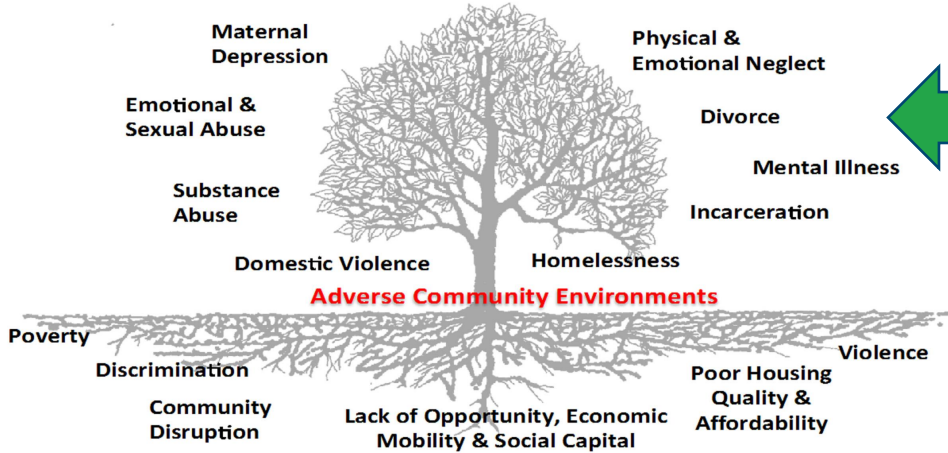 Maternal
Depression
Physical &
Emotional Neglect
Emotional &
Sexual Abuse
Divorce
Mental Illness
Substance
Abuse
Incarceration
Domestic Violence
Homelessness
Adverse Community Environments
Poverty
Violence
Discrimination
Poor Housing
Quality &
Affordability
Community
Disruption
Lack of Opportunity, Economic
Mobility & Social Capital